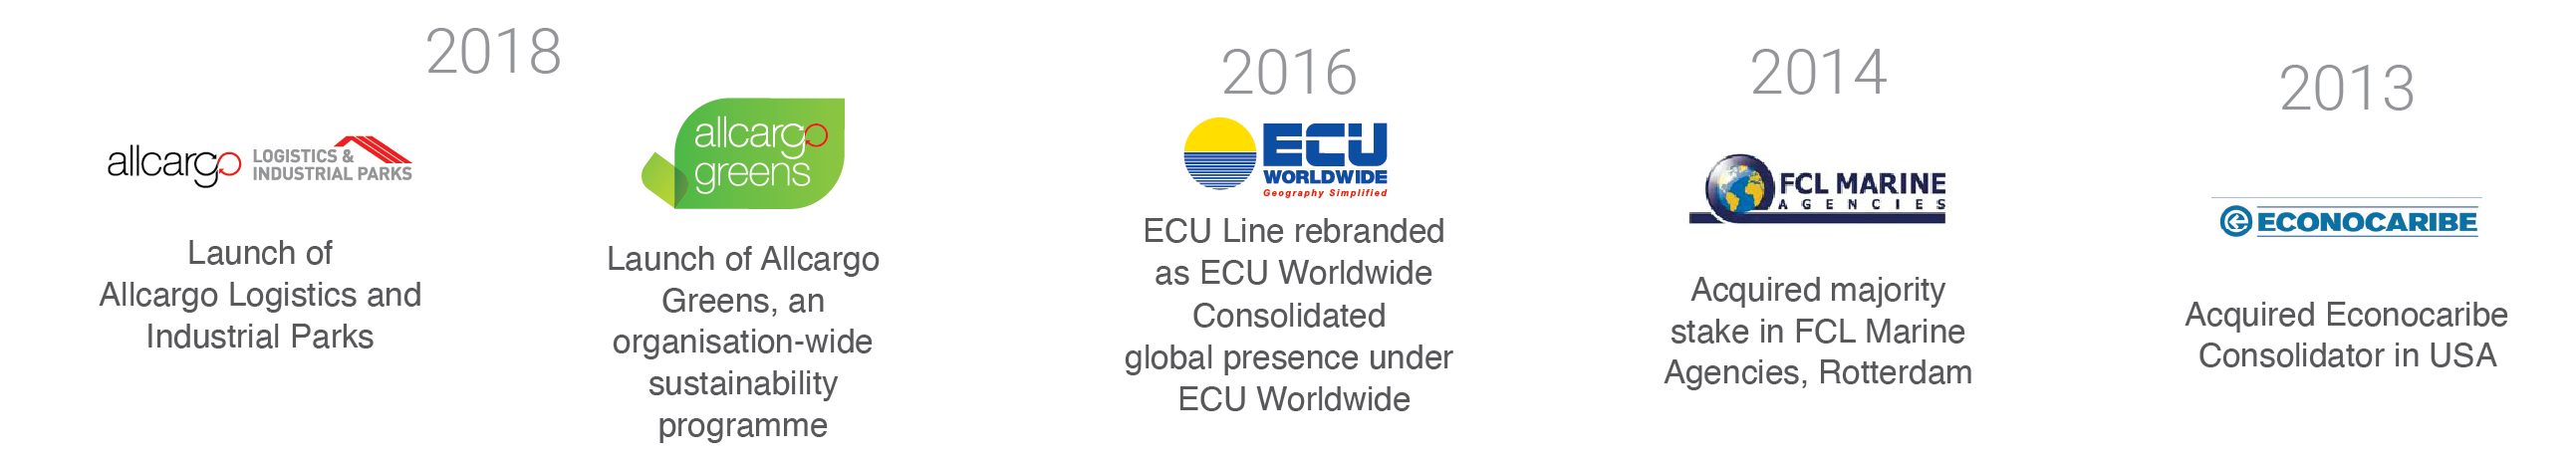 2018
allcargo LOGISTICS &
INDUSTRIAL PARKS
Launch of
Allcargo Logistics and
Industrial Parks
allcargo
greens
Launch of Allcargo
Greens, an
organisation-wide
sustainability
programme
2016
ECU
WORLDWIDE
Geography Simplified
ECU Line rebranded
as ECU Worldwide
Consolidated
global presence under
ECU Worldwide
2014
FCL MARINE
AGENCIES
Acquired majority
stake in FCL Marine
Agencies, Rotterdam
2013
ECONOCARIBE
Acquired Econocaribe
Consolidator in USA